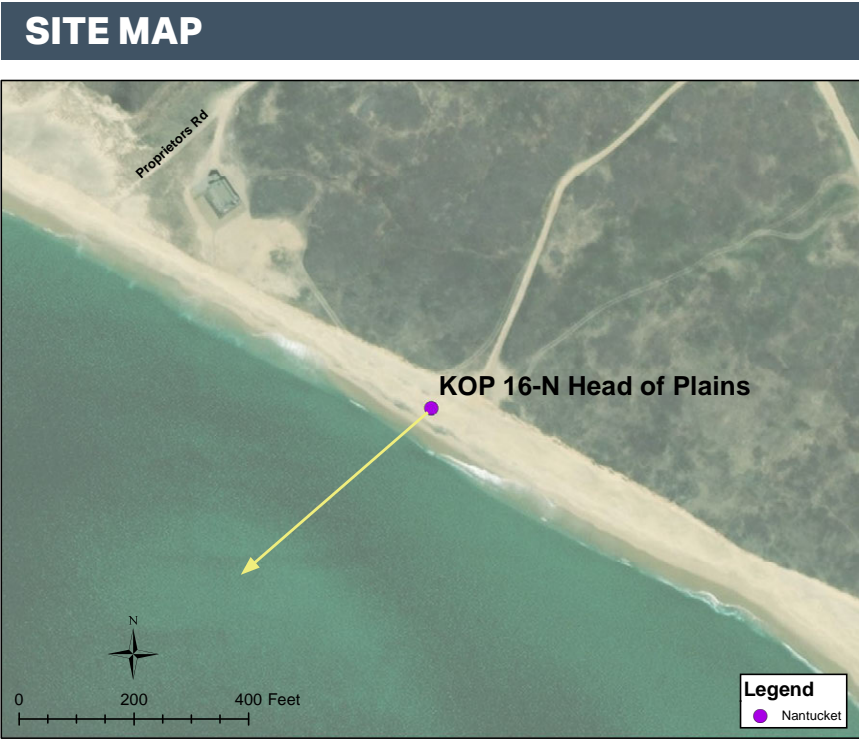 SITE MAP
Proprietors Rd
KOP 16-N Head of Plains
N
0 200 400 Feet
Legend
Nantucket